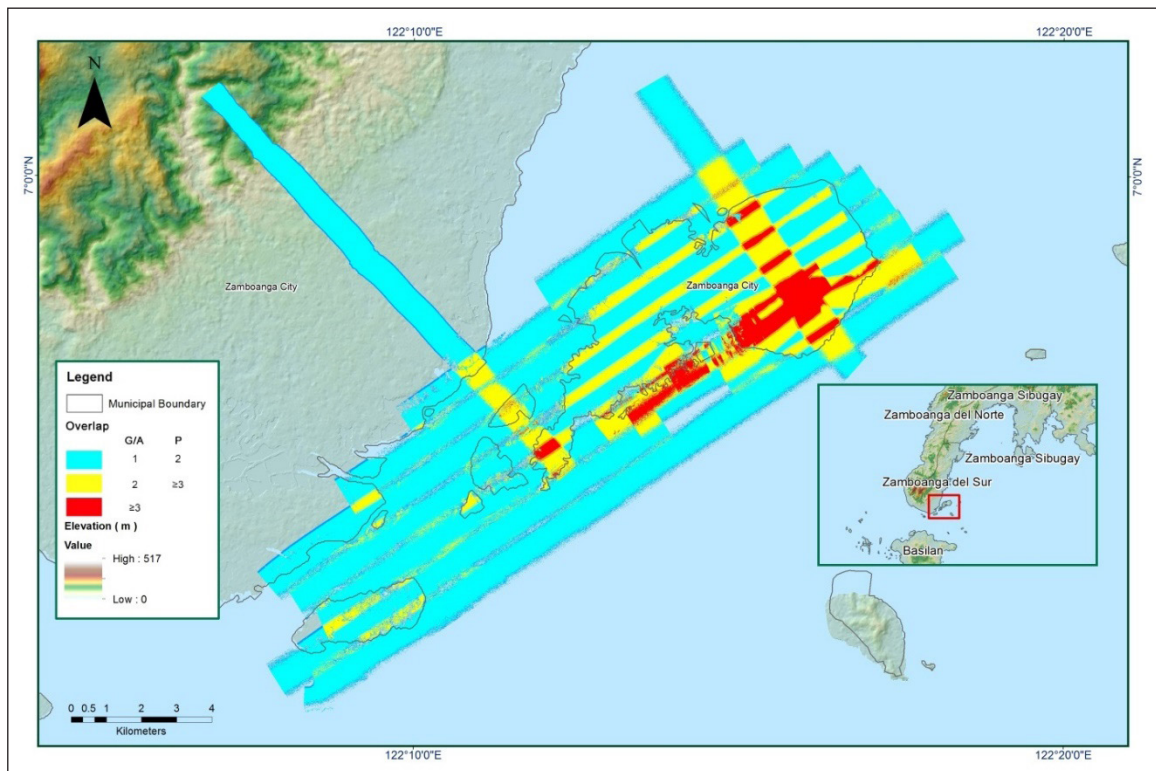 122°10'0"E
122°20'0"E
N
7°0'0"N
7°0'0"N
Zamboanga City
Zamboanga City
Legend
Municipal Boundary
Overlap
G/A P
1 2
2 ≥3
≥3
Elevation ( m )
Value
High : 517
Low : 0
Zamboanga Sibugay
Zamboanga del Norte
Zamboanga Sibugay
Zamboanga del Sur
Basilan
0 0.5 1 2 3 4
Kilometers
122°10'0"E
122°20'0"E